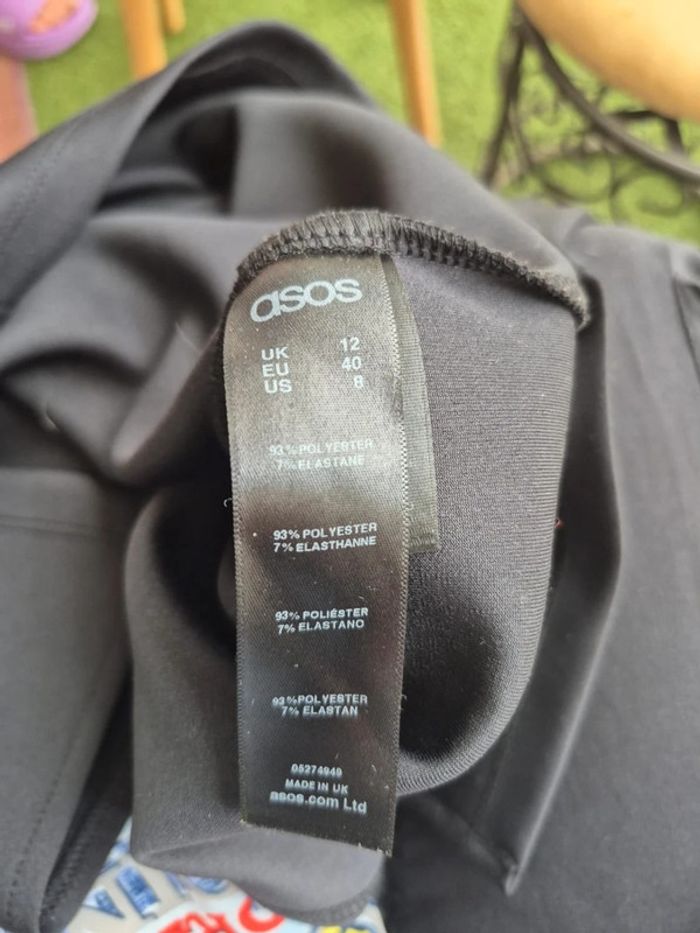 asos
UK 12
EU 40
US 8
93% POLYESTER
7% ELASTANE
93% POLYESTER
7% ELASTHANNE
93% POLIÉSTER
7% ELASTANO
93%POLYESTER
7% ELASTAN
05274949
MADE IN UK
asos.com Ltd